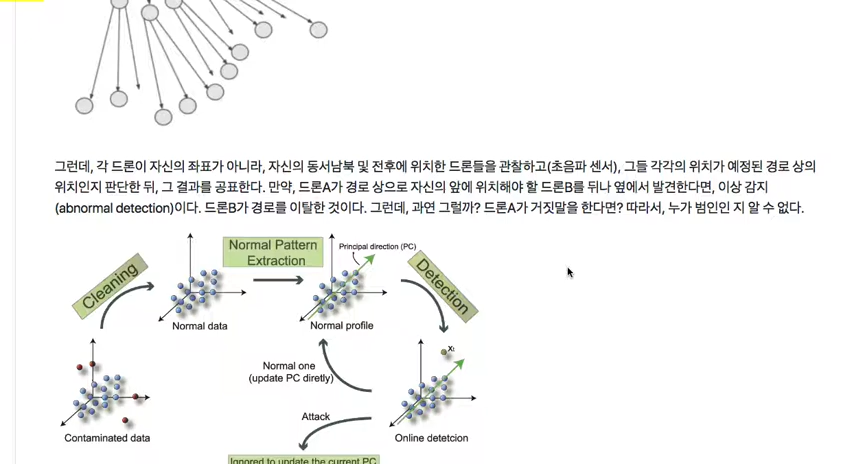 그런데, 각 드론이 자신의 좌표가 아니라, 자신의 동서남북 및 전후에 위치한 드론들을 관찰하고(초음파 센서), 그들 각각의 위치가 예정된 경로 상의
위치인지 판단한 뒤, 그 결과를 공표한다. 만약, 드론A가 경로 상으로 자신의 앞에 위치해야 할 드론B를 뒤나 옆에서 발견한다면, 이상 감지
(abnormal detection)이다. 드론B가 경로를 이탈한 것이다. 그런데, 과연 그럴까? 드론A가 거짓말을 한다면? 따라서, 누가 범인인 지 알 수 없다.
Normal Pattern
Extraction
Principal direction (PC)
Cleaning
Detection
Normal data
Normal profile
Xt
Normal one
(update PC diretly)
Attack
Contaminated data
Online detetcion
Ignored to update the current PC